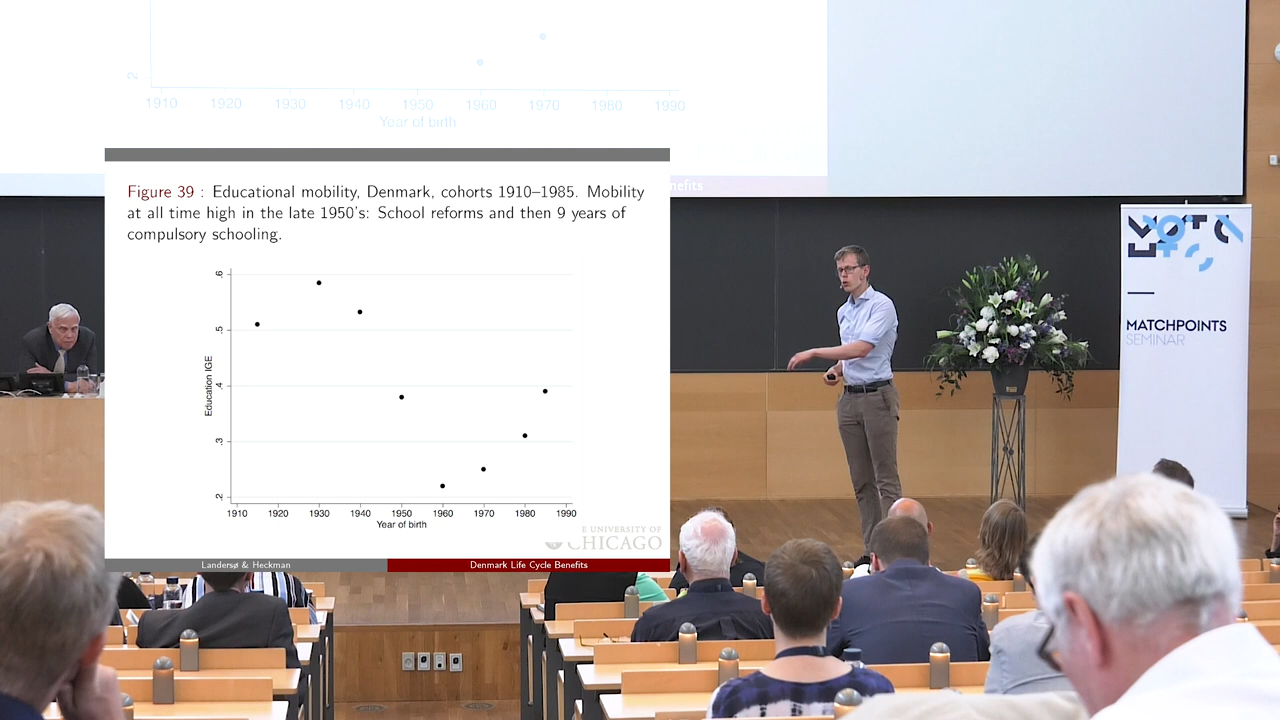 2
1910 1920 1930 1940 1950 1960 1970 1980 1990
Year of birth
nefits
Figure 39 : Educational mobility, Denmark, cohorts 1910–1985. Mobility
at all time high in the late 1950's: School reforms and then 9 years of
compulsory schooling.
.6
.5
.4
.3
.2
Education IGE
1910 1920 1930 1940 1950 1960 1970 1980 1990
Year of birth
E UNIVERSITY OF
CHICAGO
Landersø & Heckman
Denmark Life Cycle Benefits
MATCHPOINTS
SEMINAR